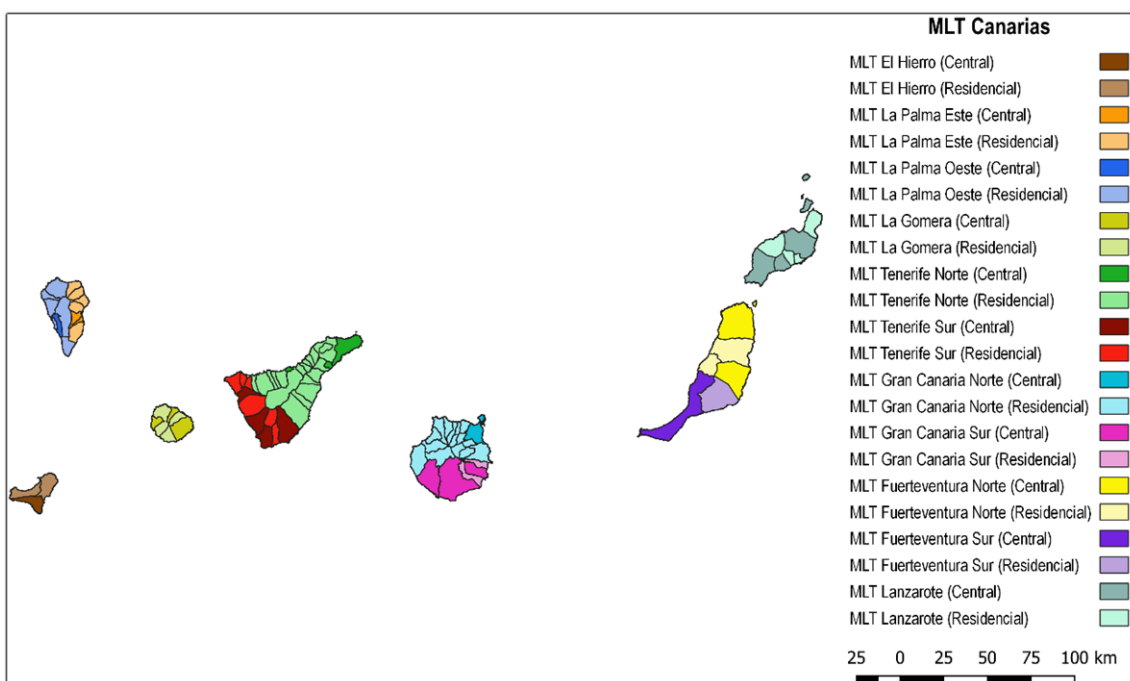 MLT Canarias
MLT El Hierro (Central)
MLT El Hierro (Residencial)
MLT La Palma Este (Central)
MLT La Palma Este (Residencial)
MLT La Palma Oeste (Central)
MLT La Palma Oeste (Residencial)
MLT La Gomera (Central)
MLT La Gomera (Residencial)
MLT Tenerife Norte (Central)
MLT Tenerife Norte (Residencial)
MLT Tenerife Sur (Central)
MLT Tenerife Sur (Residencial)
MLT Gran Canaria Norte (Central)
MLT Gran Canaria Norte (Residencial)
MLT Gran Canaria Sur (Central)
MLT Gran Canaria Sur (Residencial)
MLT Fuerteventura Norte (Central)
MLT Fuerteventura Norte (Residencial)
MLT Fuerteventura Sur (Central)
MLT Fuerteventura Sur (Residencial)
MLT Lanzarote (Central)
MLT Lanzarote (Residencial)
25 0 25 50 75 100 km